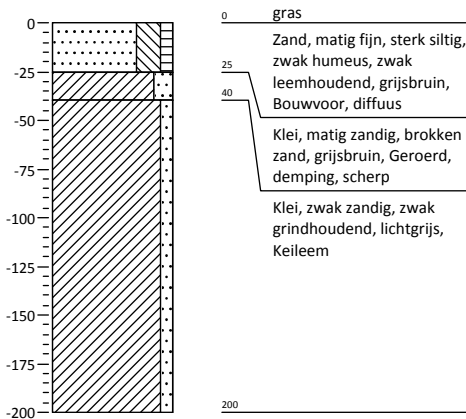 0
-25
-50
-75
-100
-125
-150
-175
-200
0
gras
Zand, matig fijn, sterk siltig,
zwak humeus, zwak
leemhoudend, grijsbruin,
Bouwvoor, diffuus
25
Klei, matig zandig, brokken
zand, grijsbruin, Geroerd,
demping, scherp
40
Klei, zwak zandig, zwak
grindhoudend, lichtgrijs,
Keileem
200